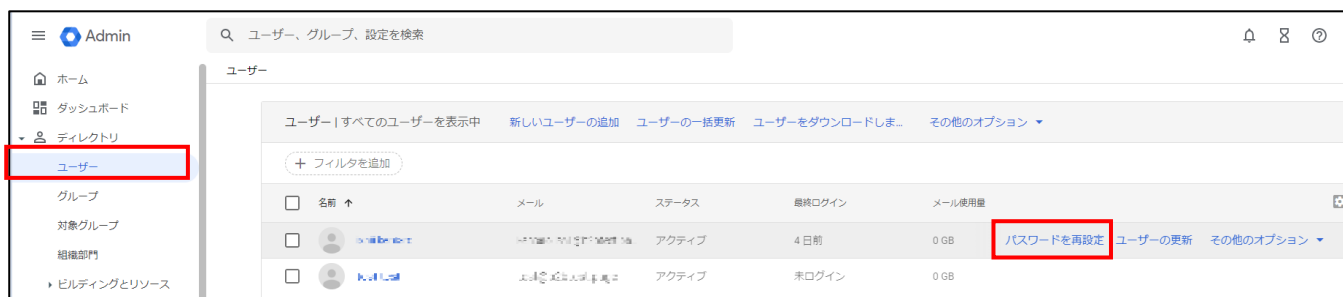 Admin
ユーザー、グループ、設定を検索
ホーム
ダッシュボード
ディレクトリ
ユーザー
グループ
対象グループ
組織部門
ビルディングとリソース
ユーザー
ユーザー | すべてのユーザーを表示中 新しいユーザーの追加 ユーザーの一括更新 ユーザーをダウンロードしま... その他のオプション
+ フィルタを追加
名前 メール ステータス 最終ログイン メール使用量
アクティブ 4 日前 0 GB パスワードを再設定 ユーザーの更新 その他のオプション
アクティブ 未ログイン 0 GB